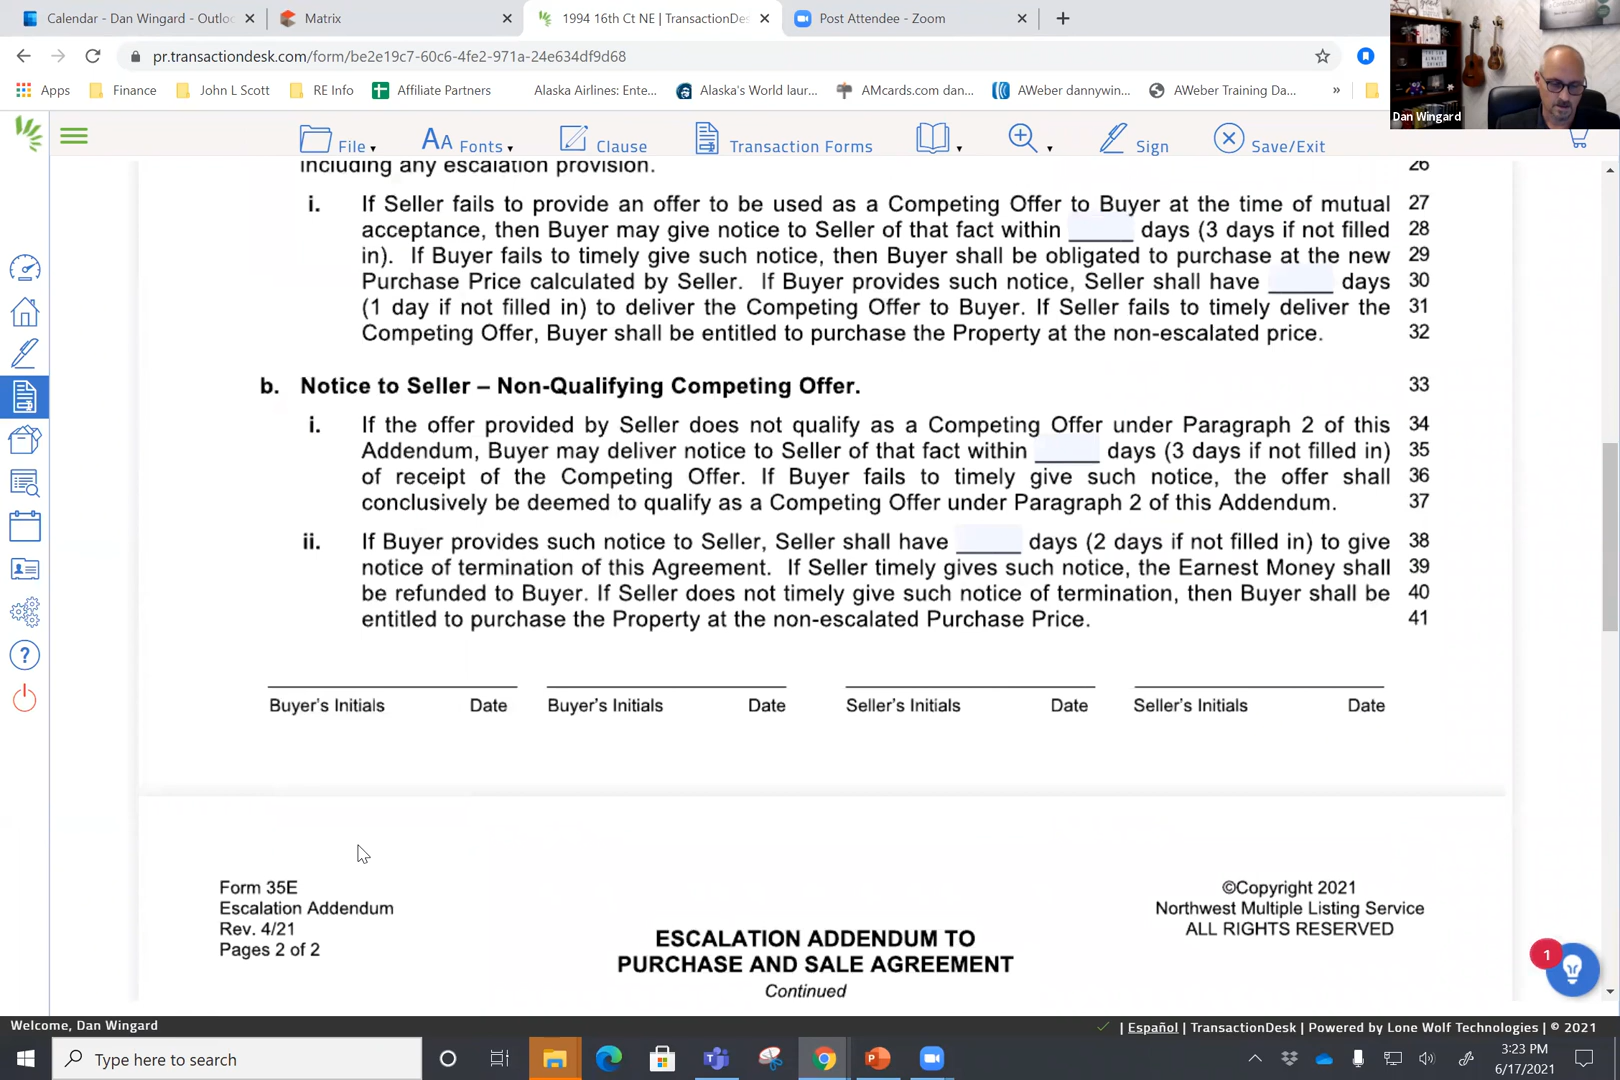 Calendar - Dan Wingard - Outlo
Matrix
1994 16th Ct NE | TransactionDes
Post Attendee - Zoom
pr.transactiondesk.com/form/be2e19c7-60c6-4fe2-971a-24e634df9d68
Apps
Finance
John L Scott
RE Info
Affiliate Partners
Alaska Airlines: Ente...
Alaska's World laur...
AMcards.com dan...
AWeber dannywin...
AWeber Training Da...
»
Dan Wingard
File
Fonts
Clause
Transaction Forms
Sign
Save/Exit
including any escalation provision. 26
i. If Seller fails to provide an offer to be used as a Competing Offer to Buyer at the time of mutual 27
acceptance, then Buyer may give notice to Seller of that fact within ______ days (3 days if not filled 28
in). If Buyer fails to timely give such notice, then Buyer shall be obligated to purchase at the new 29
Purchase Price calculated by Seller. If Buyer provides such notice, Seller shall have ______ days 30
(1 day if not filled in) to deliver the Competing Offer to Buyer. If Seller fails to timely deliver the 31
Competing Offer, Buyer shall be entitled to purchase the Property at the non-escalated price. 32
b. Notice to Seller – Non-Qualifying Competing Offer. 33
i. If the offer provided by Seller does not qualify as a Competing Offer under Paragraph 2 of this 34
Addendum, Buyer may deliver notice to Seller of that fact within ______ days (3 days if not filled in) 35
of receipt of the Competing Offer. If Buyer fails to timely give such notice, the offer shall 36
conclusively be deemed to qualify as a Competing Offer under Paragraph 2 of this Addendum. 37
ii. If Buyer provides such notice to Seller, Seller shall have ______ days (2 days if not filled in) to give 38
notice of termination of this Agreement. If Seller timely gives such notice, the Earnest Money shall 39
be refunded to Buyer. If Seller does not timely give such notice of termination, then Buyer shall be 40
entitled to purchase the Property at the non-escalated Purchase Price. 41
Buyer's Initials Date Buyer's Initials Date Seller's Initials Date Seller's Initials Date
Form 35E
Escalation Addendum
Rev. 4/21
Pages 2 of 2
©Copyright 2021
Northwest Multiple Listing Service
ALL RIGHTS RESERVED
ESCALATION ADDENDUM TO
PURCHASE AND SALE AGREEMENT
Continued
1
Welcome, Dan Wingard
| Español | TransactionDesk | Powered by Lone Wolf Technologies | © 2021
Type here to search
3:23 PM
6/17/2021